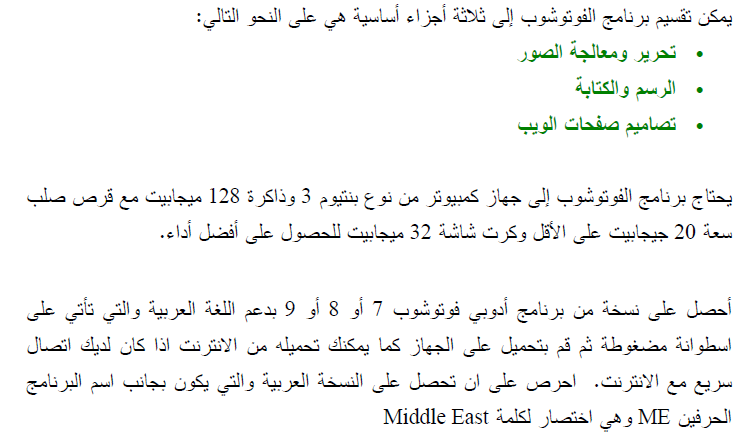 يمكن تقسيم برنامج الفوتوشوب إلى ثلاثة أجزاء أساسية هي على النحو التالي:
• تحرير ومعالجة الصور
• الرسم والكتابة
• تصاميم صفحات الويب
يحتاج برنامج الفوتوشوب إلى جهاز كمبيوتر من نوع بنتيوم 3 وذاكرة 128 ميجابيت مع قرص صلب
سعة 20 جيجابيت على الأقل وكرت شاشة 32 ميجابيت للحصول على أفضل أداء.
أحصل على نسخة من برنامج أدوبي فوتوشوب 7 أو 8 أو 9 بدعم اللغة العربية والتي تأتي على
اسطوانة مضغوطة ثم قم بتحميل على الجهاز كما يمكنك تحميله من الانترنت اذا كان لديك اتصال
سريع مع الانترنت. احرص على ان تحصل على النسخة العربية والتي يكون بجانب اسم البرنامج
الحرفين ME وهي اختصار لكلمة Middle East